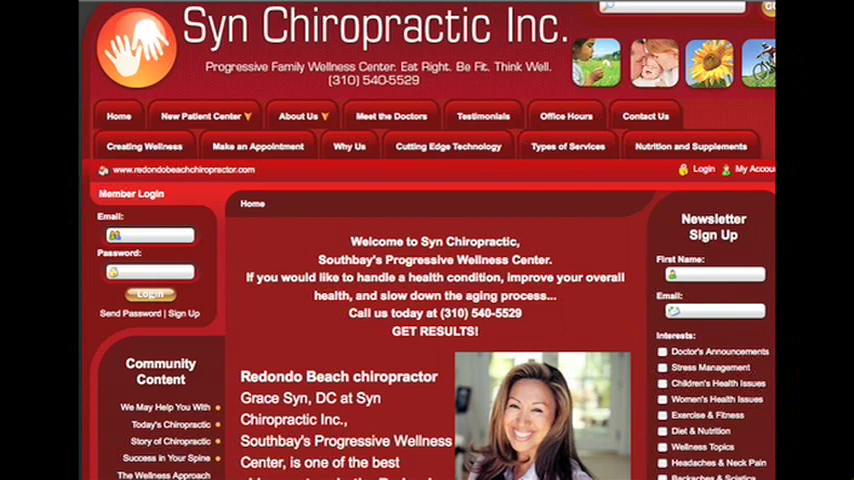 Syn Chiropractic Inc.
Progressive Family Wellness Center. Eat Right. Be Fit. Think Well.
(310) 540-5529
Home
New Patient Center
About Us
Meet the Doctors
Testimonials
Office Hours
Contact Us
Creating Wellness
Make an Appointment
Why Us
Cutting Edge Technology
Types of Services
Nutrition and Supplements
www.redondobeachchiropractor.com
Login
My Accou
Member Login
Email:
Password:
Login
Send Password | Sign Up
Community
Content
We May Help You With
Today's Chiropractic
Story of Chiropractic
Success in Your Spine
The Wellness Approach
Home
Welcome to Syn Chiropractic,
Southbay's Progressive Wellness Center.
If you would like to handle a health condition, improve your overall
health, and slow down the aging process...
Call us today at (310) 540-5529
GET RESULTS!
Redondo Beach chiropractor
Grace Syn, DC at Syn
Chiropractic Inc.,
Southbay's Progressive Wellness
Center, is one of the best
Newsletter
Sign Up
First Name:
Email:
Interests:
Doctor's Announcements
Stress Management
Children's Health Issues
Women's Health Issues
Exercise & Fitness
Diet & Nutrition
Wellness Topics
Headaches & Neck Pain
Backaches & Sciatica